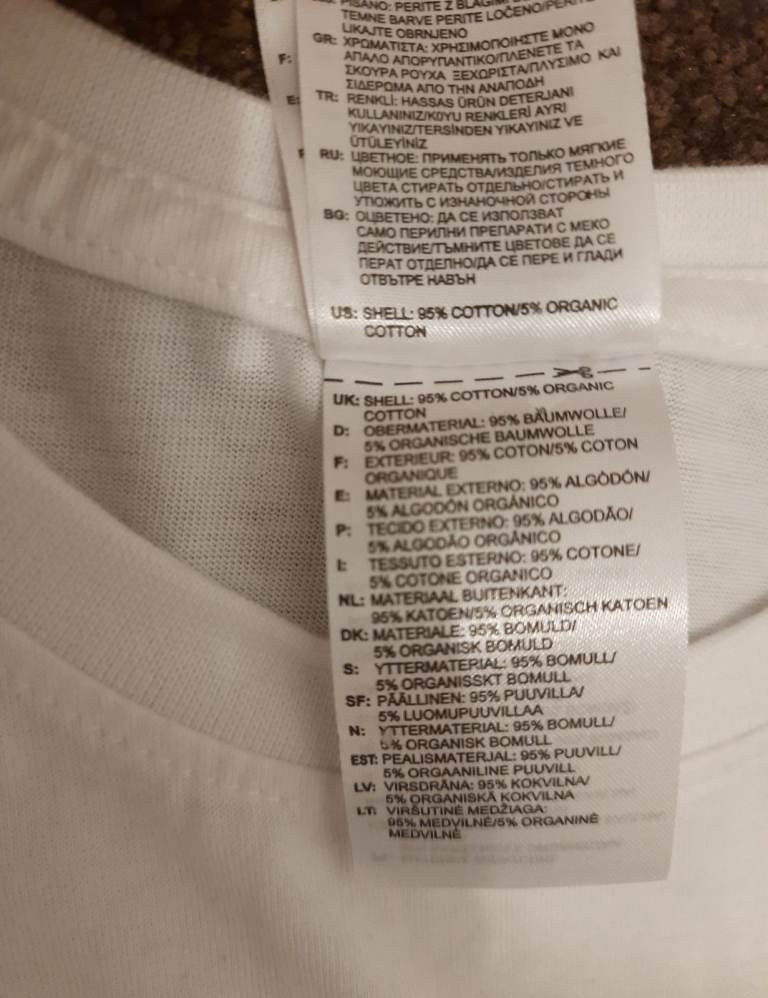 PISANO: PERITE Z BLAGIM
TEMNE BARVE PERITE LOČENO/PERITE
LIKAJTE OBRNJENO
GR: ΧΡΩΜΑΤΙΣΤΑ: ΧΡΗΣΙΜΟΠΟΙΗΣΤΕ ΜΟΝΟ
ΑΠΑΛΟ ΑΠΟΡΥΠΑΝΤΙΚΟ/ΠΛΕΝΕΤΕ ΤΑ
F:
ΣΚΟΥΡΑ ΡΟΥΧΑ ΞΕΧΩΡΙΣΤΑ/ΠΛΥΣΙΜΟ ΚΑΙ
ΣΙΔΕΡΩΜΑ ΑΠΟ ΤΗΝ ΑΝΑΠΟΔΗ
E:
TR: RENKLİ: HASSAS ÜRÜN DETERJANI
KULLANINIZ/KOYU RENKLERİ AYRI
YIKAYINIZ/TERSİNDEN YIKAYINIZ VE
ÜTÜLEYİNİZ
RU: ЦВЕТНОЕ: ПРИМЕНЯТЬ ТОЛЬКО МЯГКИЕ
МОЮЩИЕ СРЕДСТВА/ИЗДЕЛИЯ ТЕМНОГО
ЦВЕТА СТИРАТЬ ОТДЕЛЬНО/СТИРАТЬ И
УТЮЖИТЬ С ИЗНАНОЧНОЙ СТОРОНЫ
BG: ОЦВЕТЕНО: ДА СЕ ИЗПОЛЗВАТ
САМО ПЕРИЛНИ ПРЕПАРАТИ С МЕКО
ДЕЙСТВИЕ/ТЪМНИТЕ ЦВЕТОВЕ ДА СЕ
ПЕРАТ ОТДЕЛНО/ДА СЕ ПЕРЕ И ГЛАДИ
ОТВЪТРЕ НАВЪН
US: SHELL: 95% COTTON/5% ORGANIC
COTTON
UK: SHELL: 95% COTTON/5% ORGANIC
COTTON
D: OBERMATERIAL: 95% BAUMWOLLE/
5% ORGANISCHE BAUMWOLLE
F: EXTERIEUR: 95% COTON/5% COTON
ORGANIQUE
E: MATERIAL EXTERNO: 95% ALGODÓN/
5% ALGODÓN ORGÁNICO
P: TECIDO EXTERNO: 95% ALGODÃO/
5% ALGODÃO ORGÂNICO
I: TESSUTO ESTERNO: 95% COTONE/
5% COTONE ORGANICO
NL: MATERIAAL BUITENKANT:
95% KATOEN/5% ORGANISCH KATOEN
DK: MATERIALE: 95% BOMULD/
5% ORGANISK BOMULD
S: YTTERMATERIAL: 95% BOMULL/
5% ORGANISSKT BOMULL
SF: PÄÄLLINEN: 95% PUUVILLA/
5% LUOMUPUUVILLAA
N: YTTERMATERIAL: 95% BOMULL/
5% ORGANISK BOMULL
EST: PEALISMATERJAL: 95% PUUVILL/
5% ORGAANILINE PUUVILL
LV: VIRSDRĀNA: 95% KOKVILNA/
5% ORGANISKĀ KOKVILNA
LT: VIRŠUTINĖ MEDŽIAGA:
95% MEDVILNĖ/5% ORGANINĖ
MEDVILNĖ